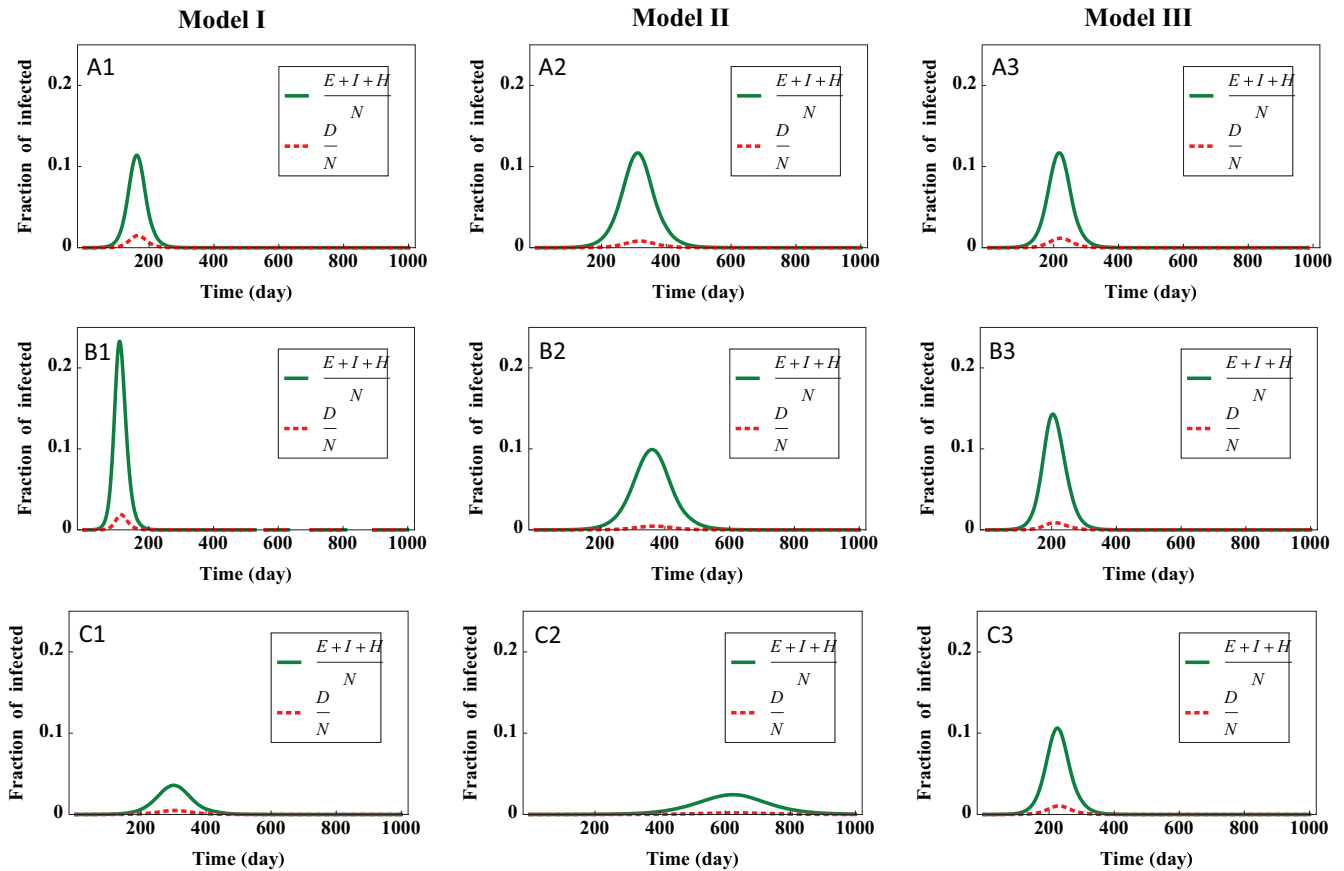 Model I
Model II
Model III
A1
Fraction of infected
0.2
0.1
0
E + I + H
N
D
N
200 400 600 800 1000
Time (day)
A2
Fraction of infected
0.2
0.1
0
E + I + H
N
D
N
200 400 600 800 1000
Time (day)
A3
Fraction of infected
0.2
0.1
0
E + I + H
N
D
N
200 400 600 800 1000
Time (day)
B1
Fraction of infected
0.2
0.1
0
E + I + H
N
D
N
200 400 600 800 1000
Time (day)
B2
Fraction of infected
0.2
0.1
0
E + I + H
N
D
N
200 400 600 800 1000
Time (day)
B3
Fraction of infected
0.2
0.1
0
E + I + H
N
D
N
200 400 600 800 1000
Time (day)
C1
Fraction of infected
0.2
0.1
0
E + I + H
N
D
N
200 400 600 800 1000
Time (day)
C2
Fraction of infected
0.2
0.1
0
E + I + H
N
D
N
200 400 600 800 1000
Time (day)
C3
Fraction of infected
0.2
0.1
0
E + I + H
N
D
N
200 400 600 800 1000
Time (day)